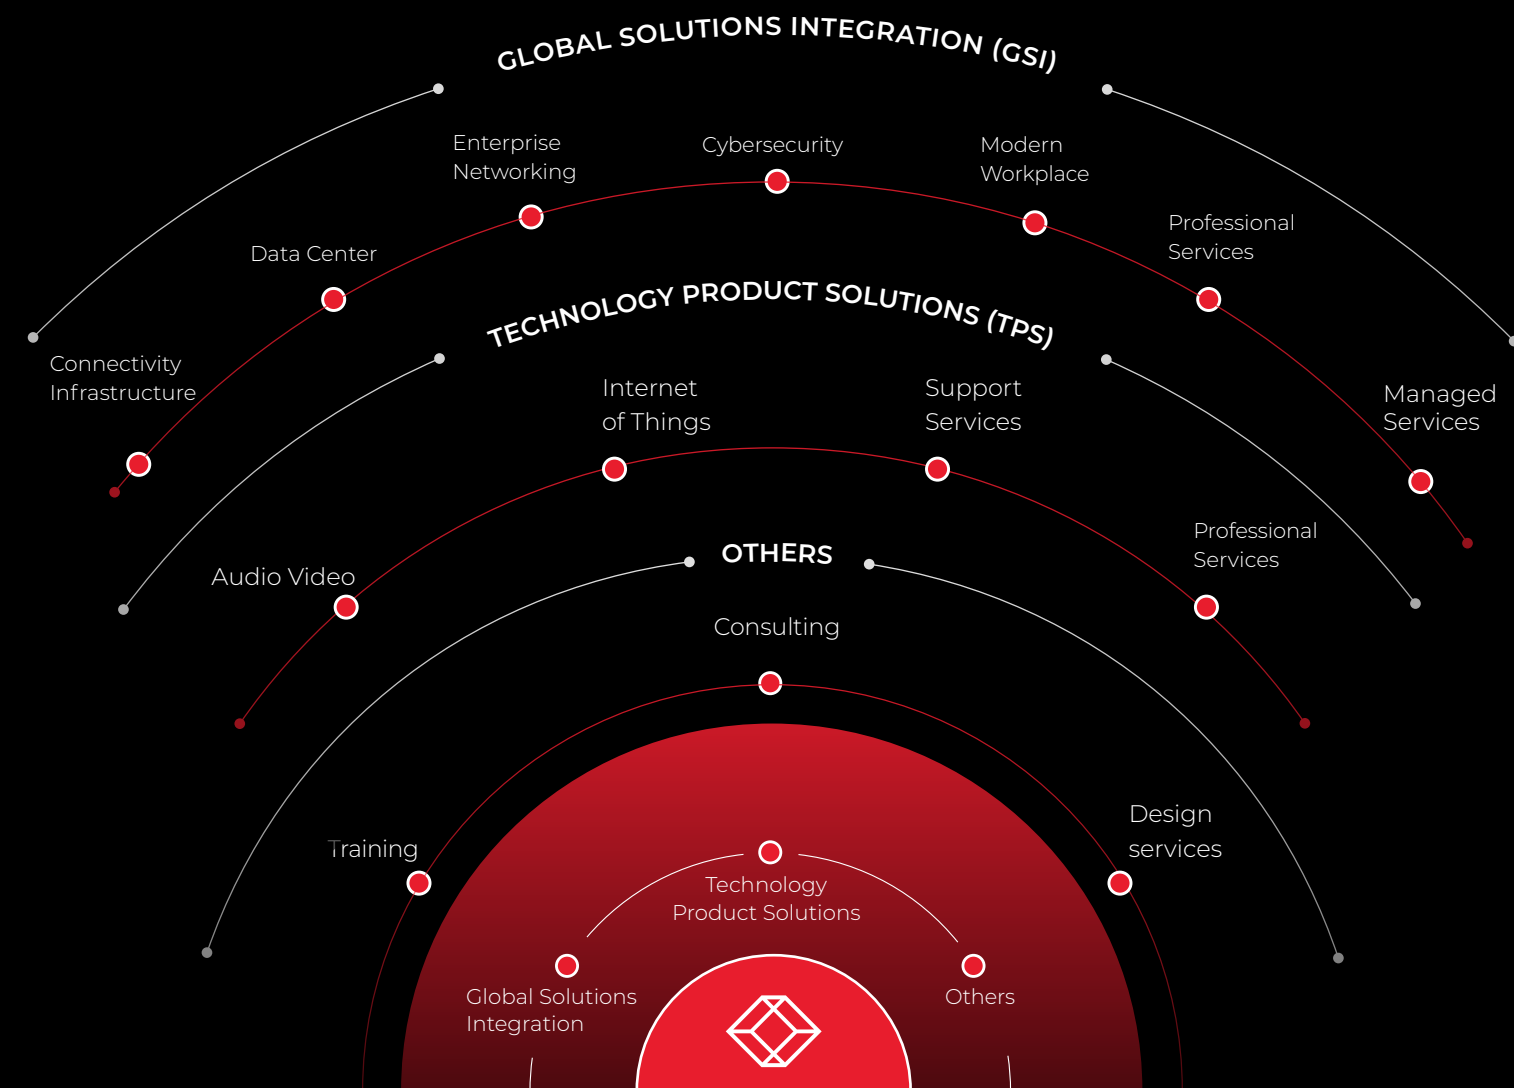 GLOBAL SOLUTIONS INTEGRATION (GSI)
Connectivity
Infrastructure
Data Center
Enterprise
Networking
Cybersecurity
Modern
Workplace
Professional
Services
Managed
Services
TECHNOLOGY PRODUCT SOLUTIONS (TPS)
Audio Video
Internet
of Things
Support
Services
Professional
Services
OTHERS
Training
Consulting
Design
services
Global Solutions
Integration
Technology
Product Solutions
Others